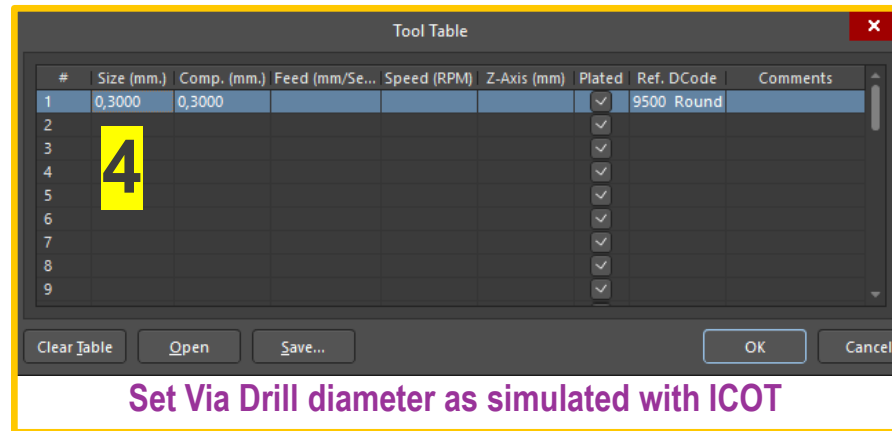 Tool Table
# Size (mm.) Comp. (mm.) Feed (mm/Se... Speed (RPM) Z-Axis (mm) Plated Ref. DCode Comments
1 0,3000 0,3000 9500 Round
2
3
4
5
6
7
8
9
4
Clear Table Open Save... OK Cancel
Set Via Drill diameter as simulated with ICOT